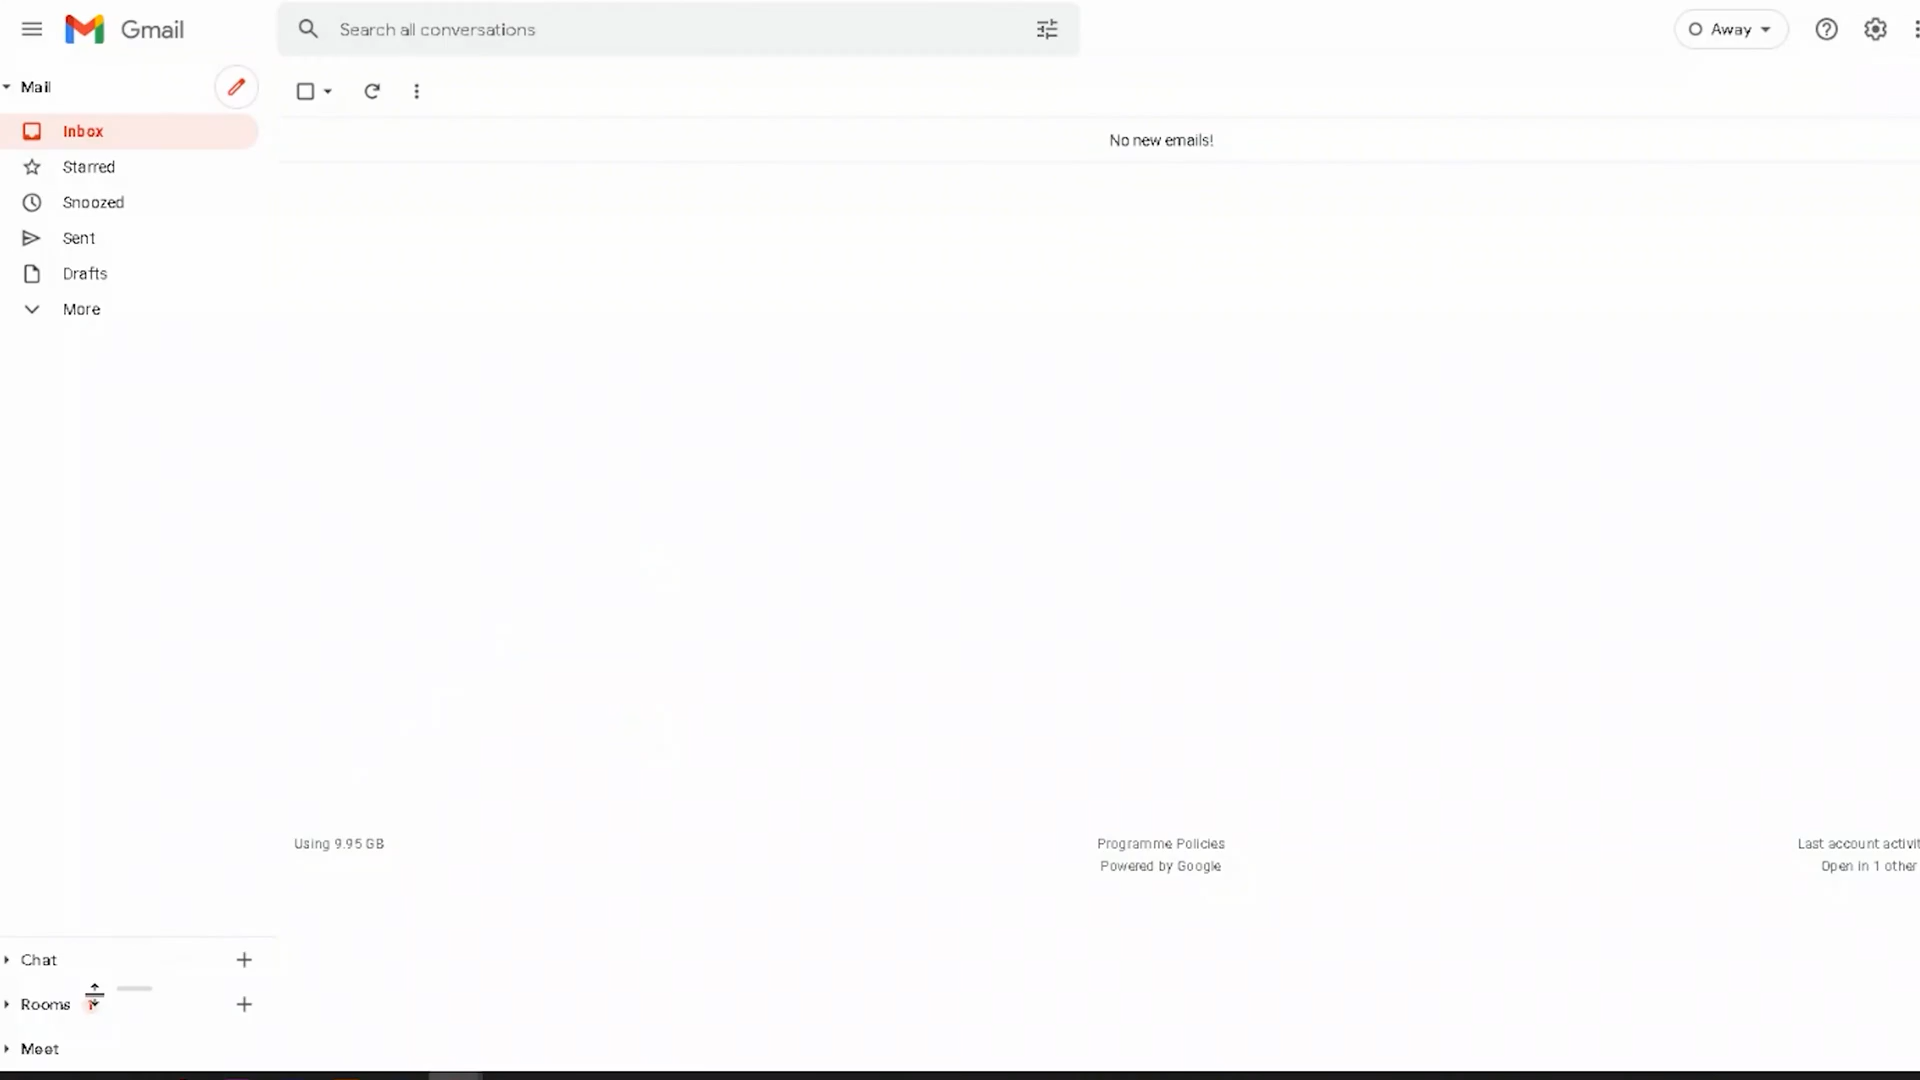 Gmail
Search all conversations
Away
Mail
Inbox
No new emails!
Starred
Snoozed
Sent
Drafts
More
Using 9.95 GB
Programme Policies
Last account activit
Powered by Google
Open in 1 other
Chat
Rooms
Meet